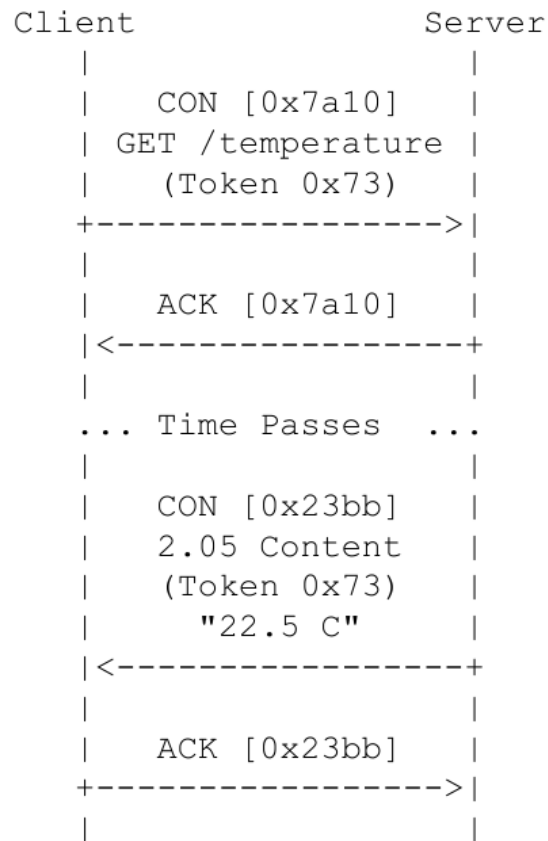 Client                  Server
    |                      |
    |    CON [0x7a10]      |
    | GET /temperature     |
    |    (Token 0x73)      |
    +--------------------->|
    |                      |
    |    ACK [0x7a10]      |
    |<---------------------+
    |                      |
    ... Time Passes  ...
    |                      |
    |    CON [0x23bb]      |
    |    2.05 Content      |
    |    (Token 0x73)      |
    |      "22.5 C"        |
    |<---------------------+
    |                      |
    |    ACK [0x23bb]      |
    +--------------------->|
    |                      |